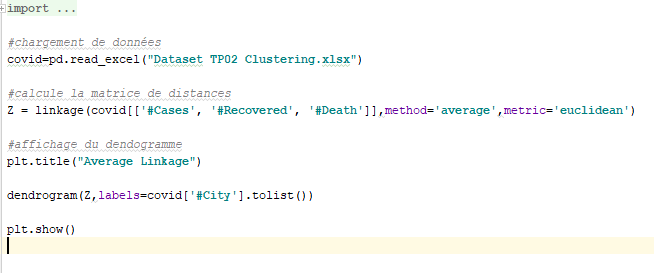 import ...
#chargement de données
covid=pd.read_excel("Dataset TP02 Clustering.xlsx")
#calcule la matrice de distances
Z = linkage(covid[['#Cases', '#Recovered', '#Death']],method='average',metric='euclidean')
#affichage du dendogramme
plt.title("Average Linkage")
dendrogram(Z,labels=covid['#City'].tolist())
plt.show()